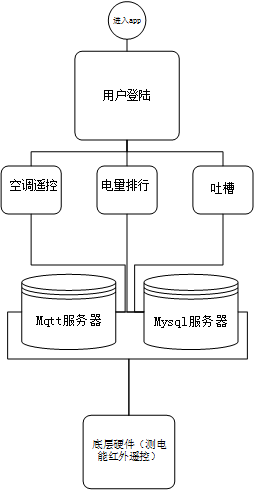 进入app
用户登陆
空调遥控
电量排行
吐槽
Mqtt服务器
Mysql服务器
底层硬件（测电
能红外遥控）